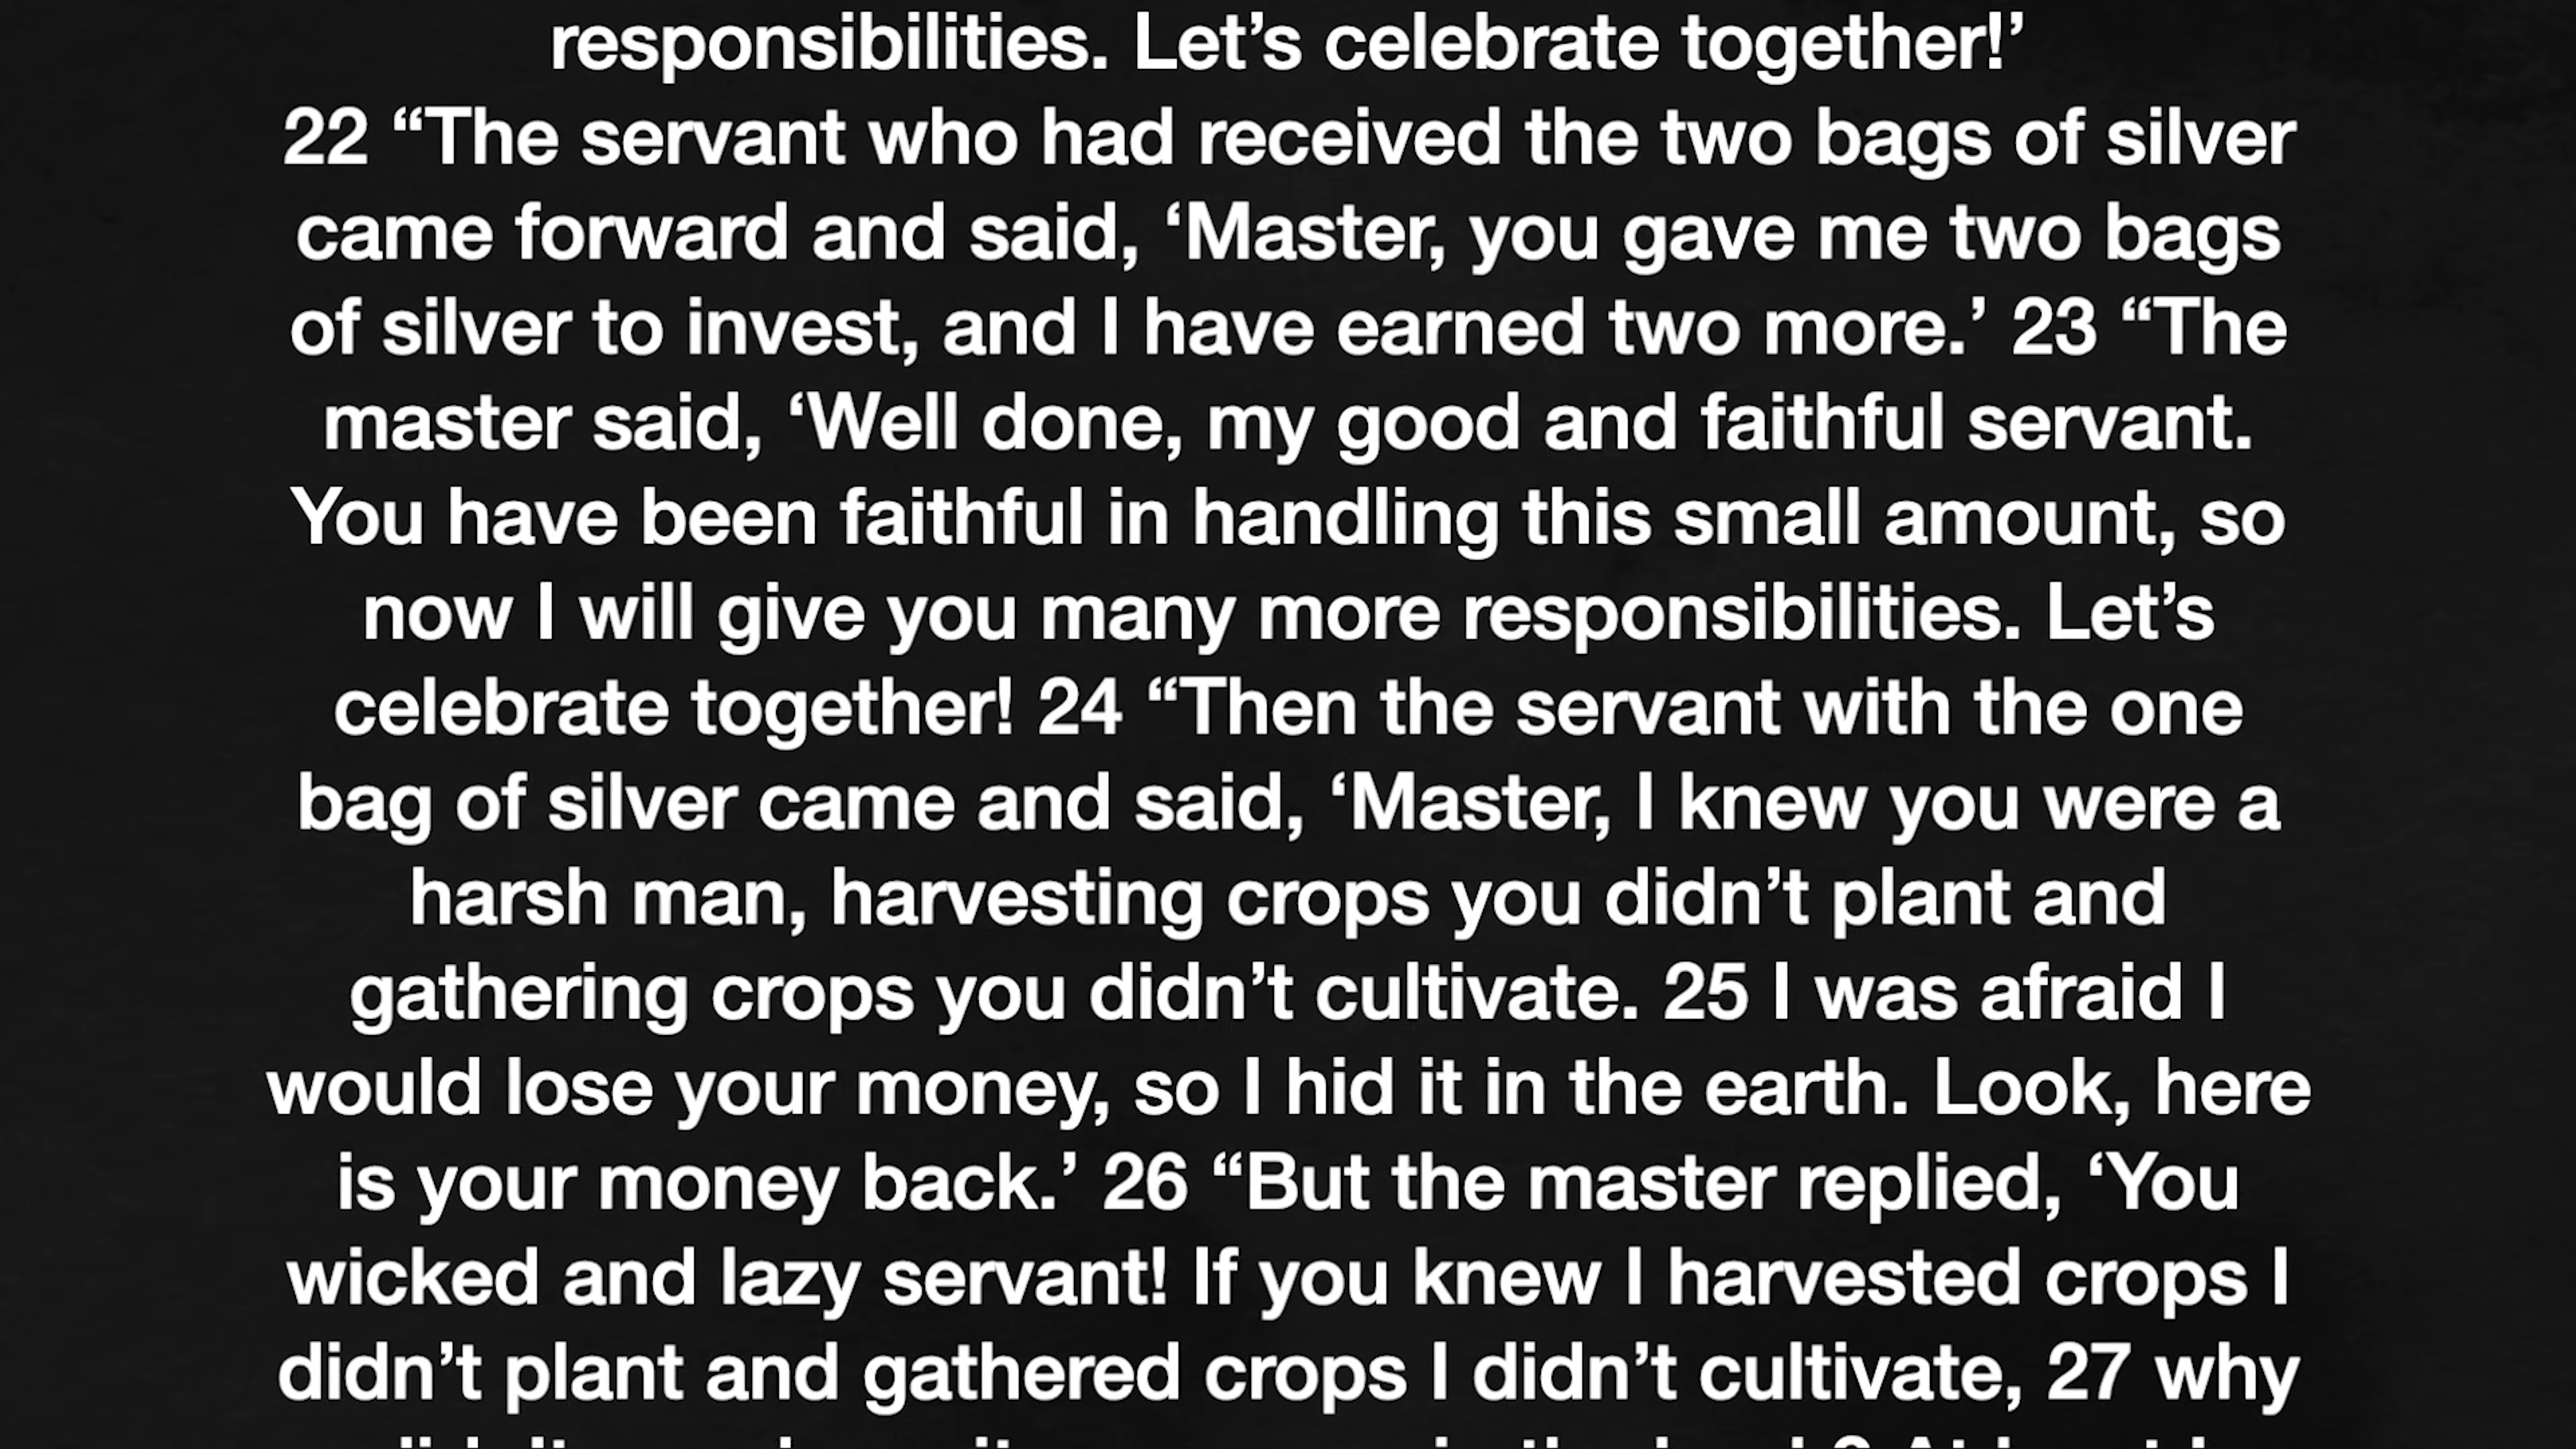 responsibilities. Let’s celebrate together!’
22 “The servant who had received the two bags of silver
came forward and said, ‘Master, you gave me two bags
of silver to invest, and I have earned two more.’ 23 “The
master said, ‘Well done, my good and faithful servant.
You have been faithful in handling this small amount, so
now I will give you many more responsibilities. Let’s
celebrate together! 24 “Then the servant with the one
bag of silver came and said, ‘Master, I knew you were a
harsh man, harvesting crops you didn’t plant and
gathering crops you didn’t cultivate. 25 I was afraid I
would lose your money, so I hid it in the earth. Look, here
is your money back.’ 26 “But the master replied, ‘You
wicked and lazy servant! If you knew I harvested crops I
didn’t plant and gathered crops I didn’t cultivate, 27 why